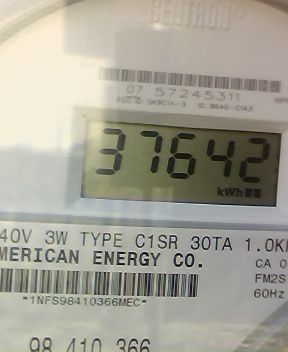 CENTRON®
07 57245311
37642
kWh
40V 3W TYPE C1SR 30TA 1.0K
MERICAN ENERGY CO.
CA 0
FM2S
*1NFS98410366MEC*
60Hz
98 410 366